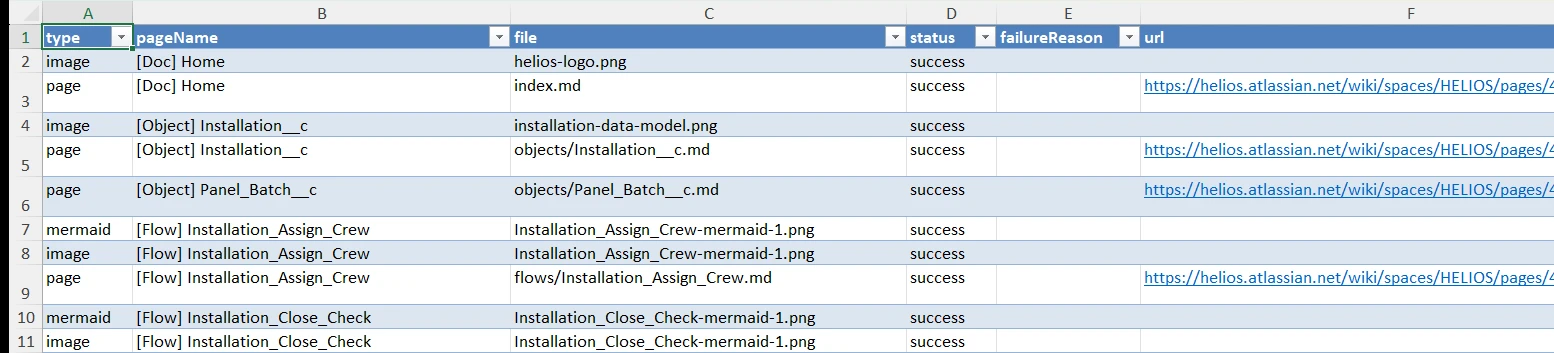 A B C D E F
1 type pageName file status failureReason url
2 image [Doc] Home helios-logo.png success
3 page [Doc] Home index.md success https://helios.atlassian.net/wiki/spaces/HELIOS/pages/4
4 image [Object] Installation__c installation-data-model.png success
5 page [Object] Installation__c objects/Installation__c.md success https://helios.atlassian.net/wiki/spaces/HELIOS/pages/4
6 page [Object] Panel_Batch__c objects/Panel_Batch__c.md success https://helios.atlassian.net/wiki/spaces/HELIOS/pages/4
7 mermaid [Flow] Installation_Assign_Crew Installation_Assign_Crew-mermaid-1.png success
8 image [Flow] Installation_Assign_Crew Installation_Assign_Crew-mermaid-1.png success
9 page [Flow] Installation_Assign_Crew flows/Installation_Assign_Crew.md success https://helios.atlassian.net/wiki/spaces/HELIOS/pages/4
10 mermaid [Flow] Installation_Close_Check Installation_Close_Check-mermaid-1.png success
11 image [Flow] Installation_Close_Check Installation_Close_Check-mermaid-1.png success